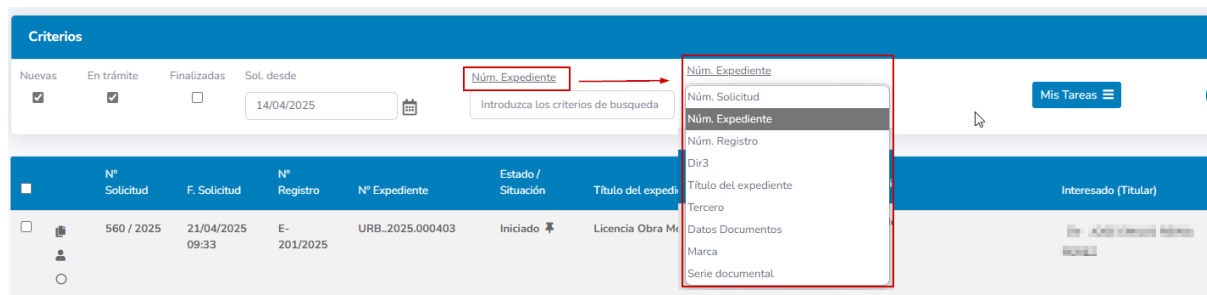 Criterios
Nuevas En trámite Finalizadas Sol. desde Núm. Expediente Núm. Expediente
14/04/2025 Introduzca los criterios de busqueda Mis Tareas
Núm. Solicitud
Núm. Expediente
Núm. Registro
Dir3
Título del expediente
Tercero
Datos Documentos
Marca
Serie documental
Nº Solicitud F. Solicitud Nº Registro Nº Expediente Estado / Situación Título del expedi Interesado (Titular)
560 / 2025 21/04/2025 09:33 E-201/2025 URB..2025.000403 Iniciado Licencia Obra Me